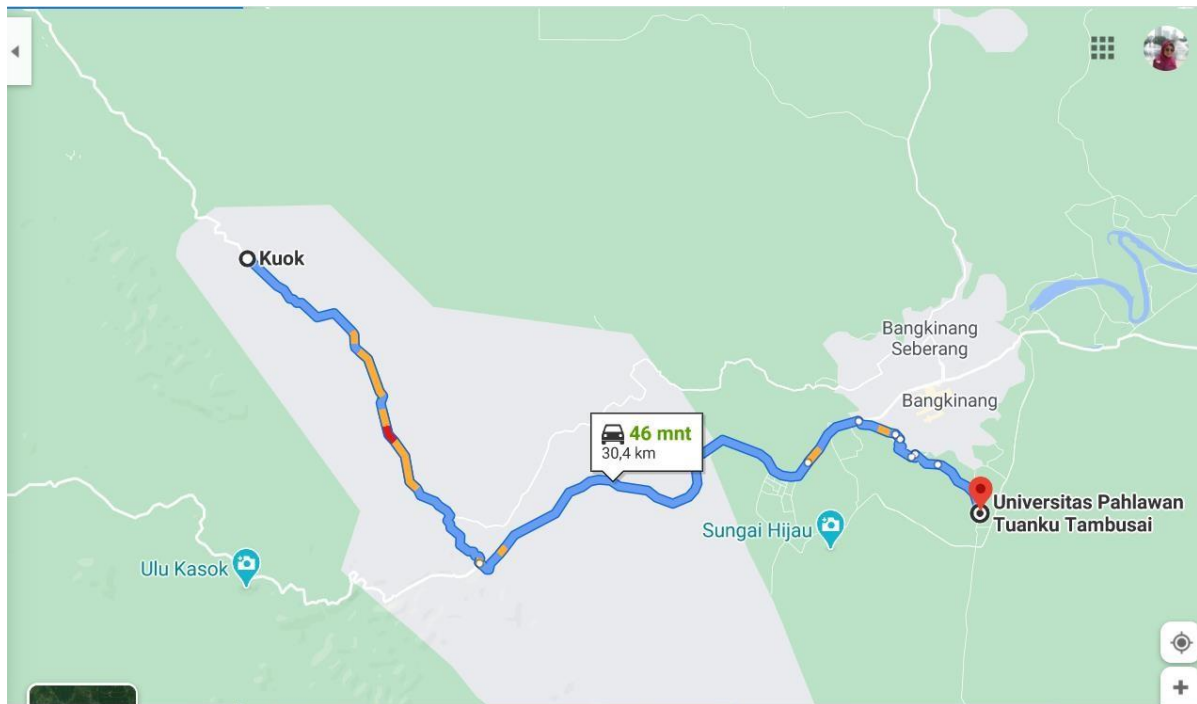 Kuok
Bangkinang
Seberang
Bangkinang
46 mnt
30,4 km
Universitas Pahlawan
Tuanku Tambusai
Sungai Hijau
Ulu Kasok